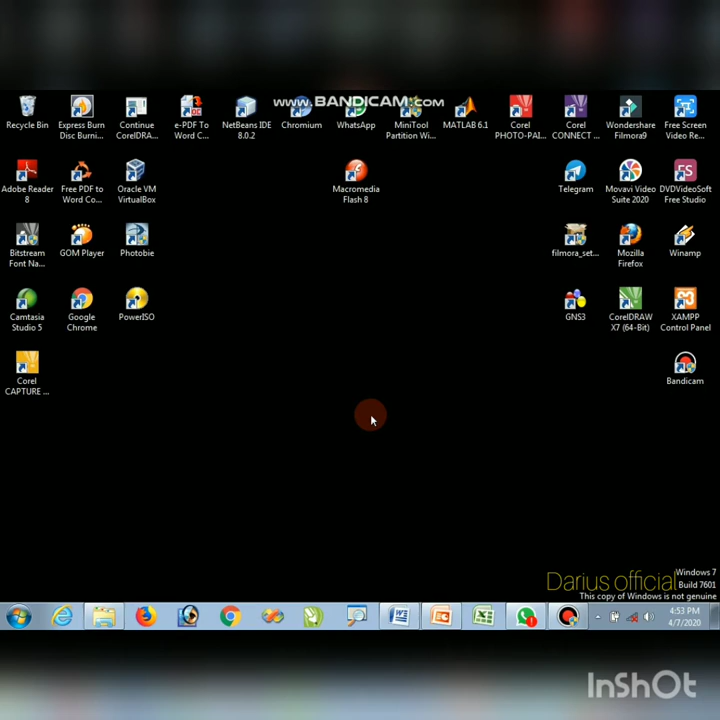 www.BANDICAM.com
Recycle Bin
Express Burn
Disc Burni...
Continue
CorelDRA...
e-PDF To
Word C...
NetBeans IDE
8.0.2
Chromium
WhatsApp
MiniTool
Partition Wi...
MATLAB 6.1
Corel
PHOTO-PAI...
Corel
CONNECT ...
Wondershare
Filmora9
Free Screen
Video Re...
Adobe Reader
8
Free PDF to
Word Co...
Oracle VM
VirtualBox
Macromedia
Flash 8
Telegram
Movavi Video
Suite 2020
FS
DVDVideoSoft
Free Studio
Bitstream
Font Na...
GOM Player
Photobie
filmora_set...
Mozilla
Firefox
Winamp
Camtasia
Studio 5
Google
Chrome
PowerISO
GNS3
CorelDRAW
X7 (64-Bit)
XAMPP
Control Panel
Corel
CAPTURE ...
Bandicam
Darius official
Windows 7
Build 7601
This copy of Windows is not genuine
4:53 PM
4/7/2020
InShOt